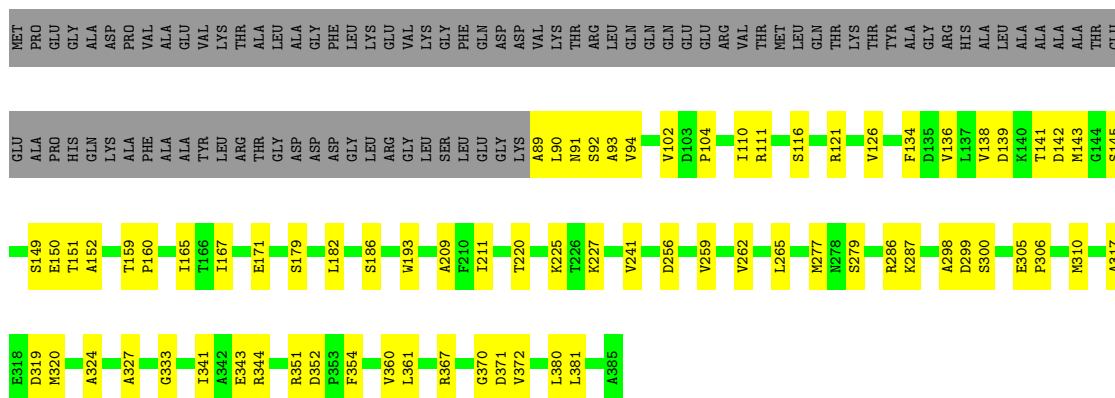 MET PRO GLU GLY ALA ASP PRO VAL ALA GLU VAL LYS THR ALA LEU ALA GLY PHE LEU LYS GLU VAL LYS GLY PHE GLN ASP ASP VAL LYS THR ARG LEU GLN GLN GLN GLU GLU ARG VAL THR MET LEU GLN THR LYS THR TYR ALA GLY ARG HIS ALA LEU ALA ALA ALA ALA THR GLU
GLU ALA PRO HIS GLN LYS ALA PHE ALA ALA TYR LEU ARG THR GLY ASP ASP ASP GLY LEU ARG GLY LEU SER LEU GLU GLY LYS A89 L90 N91 S92 A93 V94 V102 D103 P104 I110 R111 S116 R121 V126 F134 D135 V136 L137 V138 D139 K140 T141 D142 M143 G144 S145
S149 E150 T151 A152 T159 P160 I165 T166 I167 E171 S179 L182 S186 W193 A209 F210 I211 T220 K225 T226 K227 V241 D256 V259 V262 L265 M277 N278 S279 R286 K287 A298 D299 S300 E305 P306 M310 A317
E318 D319 M320 A324 A327 G333 I341 A342 E343 R344 R351 D352 P353 F354 V360 L361 R367 G370 D371 V372 L380 L381 A385